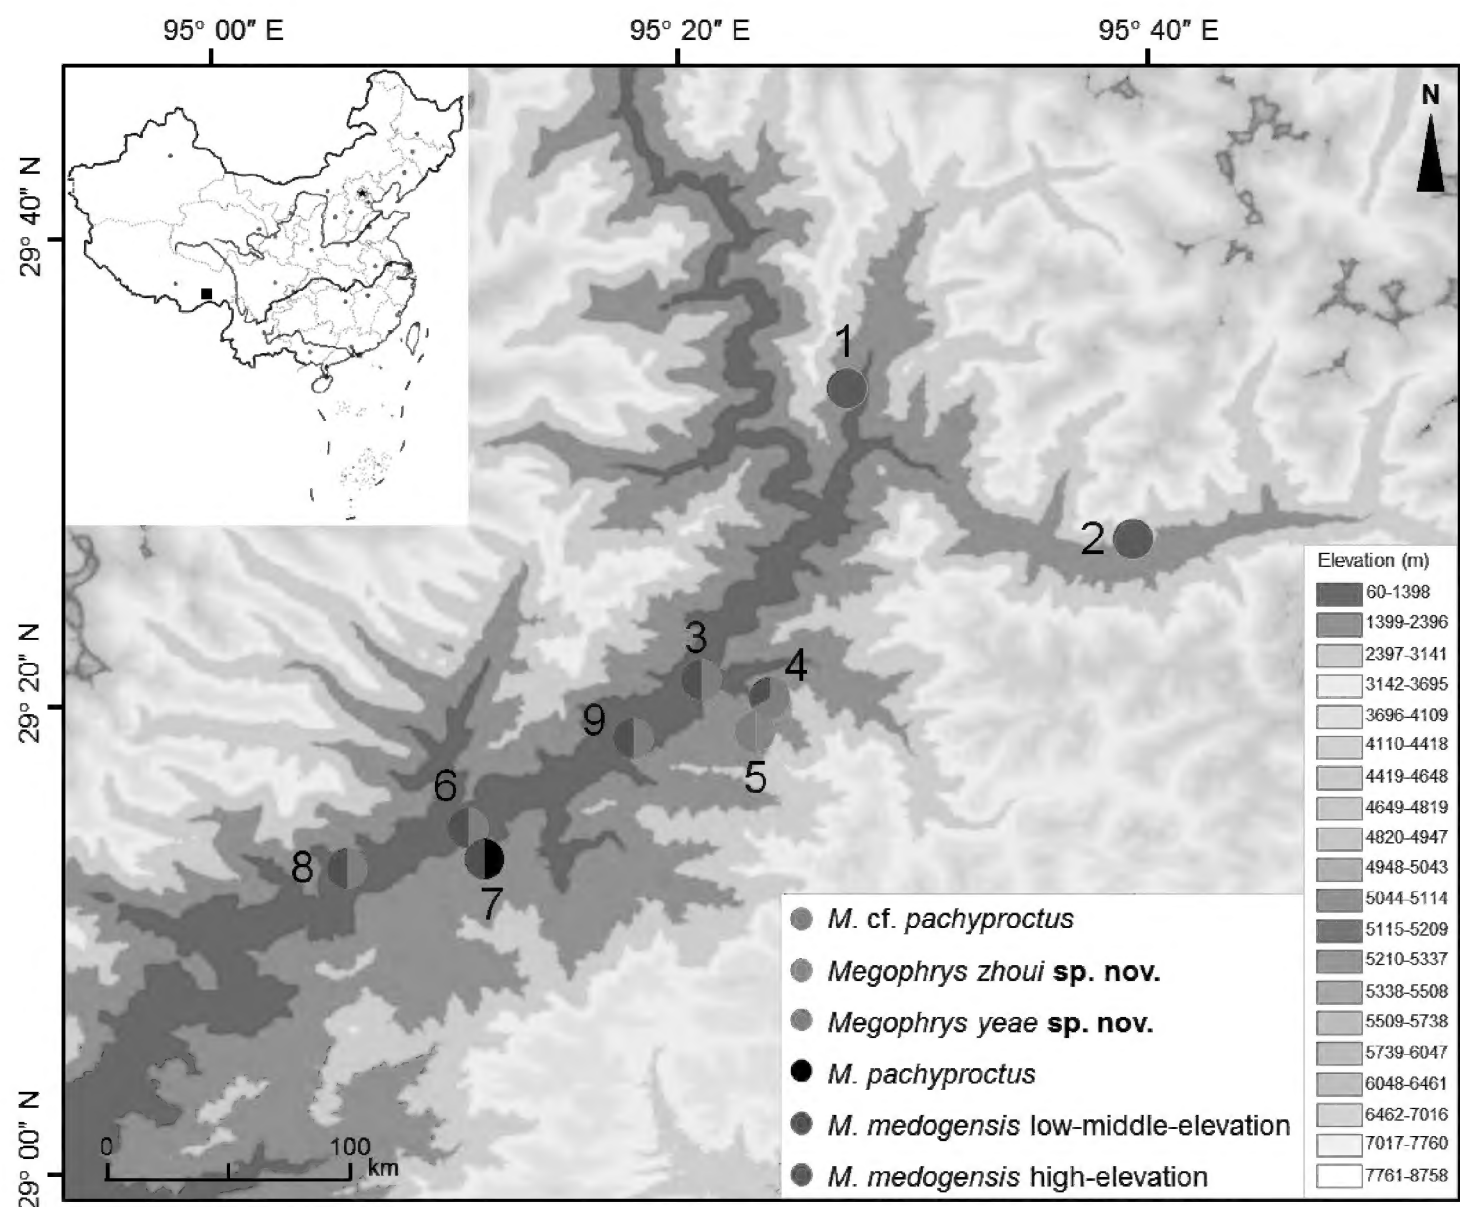 95° 00″ E
95° 20″ E
95° 40″ E
29° 40″ N
29° 20″ N
29° 00″ N
N
1
2
3
4
9
5
6
8
7
Elevation (m)
60-1398
1399-2396
2397-3141
3142-3695
3696-4109
4110-4418
4419-4648
4649-4819
4820-4947
4948-5043
5044-5114
5115-5209
5210-5337
5338-5508
5509-5738
5739-6047
6048-6461
6462-7016
7017-7760
7761-8758
M. cf. pachyproctus
Megophrys zhoui sp. nov.
Megophrys yeae sp. nov.
M. pachyproctus
M. medogensis low-middle-elevation
M. medogensis high-elevation
0 100
km